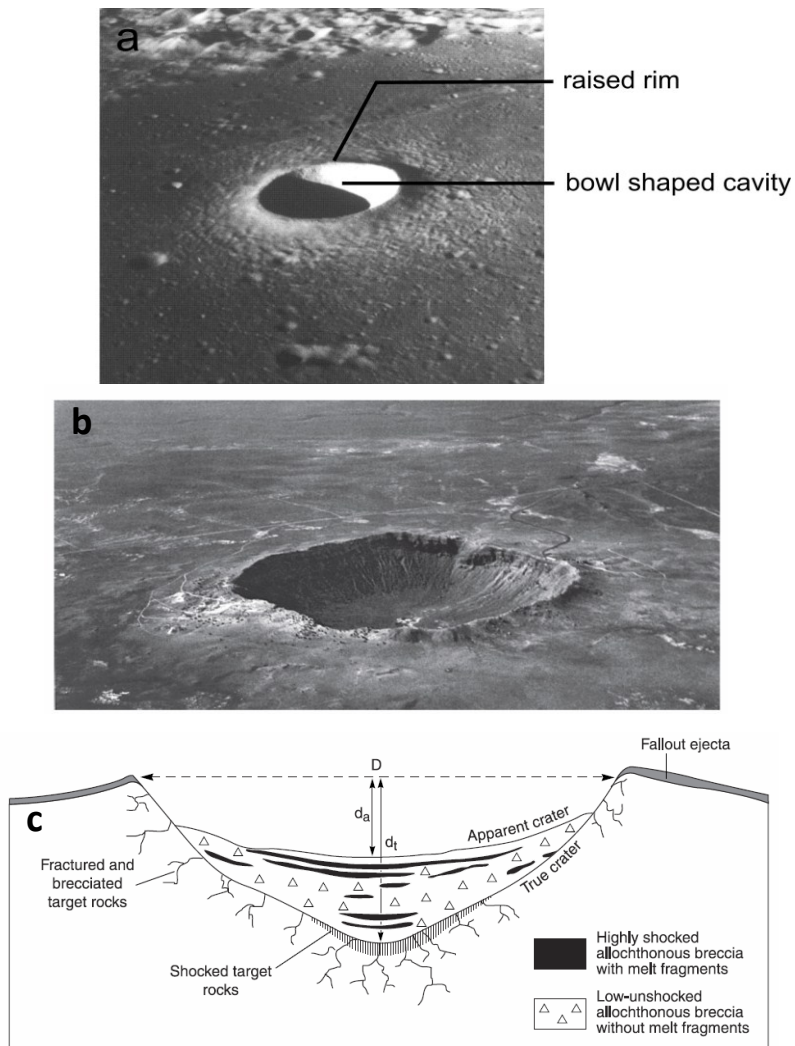 a
raised rim
bowl shaped cavity
b
c
D
Fallout ejecta
da
dt
Apparent crater
True crater
Fractured and
brecciated
target rocks
Shocked target
rocks
Highly shocked
allochthonous breccia
with melt fragments
Low-unshocked
allochthonous breccia
without melt fragments